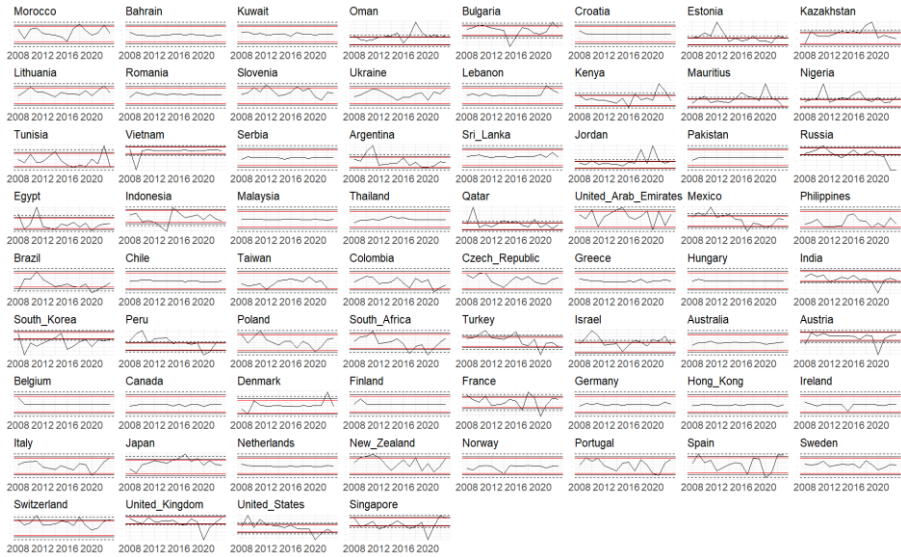 Morocco Bahrain Kuwait Oman Bulgaria Croatia Estonia Kazakhstan
2008 2012 2016 2020 2008 2012 2016 2020 2008 2012 2016 2020 2008 2012 2016 2020 2008 2012 2016 2020 2008 2012 2016 2020 2008 2012 2016 2020 2008 2012 2016 2020
Lithuania Romania Slovenia Ukraine Lebanon Kenya Mauritius Nigeria
2008 2012 2016 2020 2008 2012 2016 2020 2008 2012 2016 2020 2008 2012 2016 2020 2008 2012 2016 2020 2008 2012 2016 2020 2008 2012 2016 2020 2008 2012 2016 2020
Tunisia Vietnam Serbia Argentina Sri_Lanka Jordan Pakistan Russia
2008 2012 2016 2020 2008 2012 2016 2020 2008 2012 2016 2020 2008 2012 2016 2020 2008 2012 2016 2020 2008 2012 2016 2020 2008 2012 2016 2020 2008 2012 2016 2020
Egypt Indonesia Malaysia Thailand Qatar United_Arab_Emirates Mexico Philippines
2008 2012 2016 2020 2008 2012 2016 2020 2008 2012 2016 2020 2008 2012 2016 2020 2008 2012 2016 2020 2008 2012 2016 2020 2008 2012 2016 2020 2008 2012 2016 2020
Brazil Chile Taiwan Colombia Czech_Republic Greece Hungary India
2008 2012 2016 2020 2008 2012 2016 2020 2008 2012 2016 2020 2008 2012 2016 2020 2008 2012 2016 2020 2008 2012 2016 2020 2008 2012 2016 2020 2008 2012 2016 2020
South_Korea Peru Poland South_Africa Turkey Israel Australia Austria
2008 2012 2016 2020 2008 2012 2016 2020 2008 2012 2016 2020 2008 2012 2016 2020 2008 2012 2016 2020 2008 2012 2016 2020 2008 2012 2016 2020 2008 2012 2016 2020
Belgium Canada Denmark Finland France Germany Hong_Kong Ireland
2008 2012 2016 2020 2008 2012 2016 2020 2008 2012 2016 2020 2008 2012 2016 2020 2008 2012 2016 2020 2008 2012 2016 2020 2008 2012 2016 2020 2008 2012 2016 2020
Italy Japan Netherlands New_Zealand Norway Portugal Spain Sweden
2008 2012 2016 2020 2008 2012 2016 2020 2008 2012 2016 2020 2008 2012 2016 2020 2008 2012 2016 2020 2008 2012 2016 2020 2008 2012 2016 2020 2008 2012 2016 2020
Switzerland United_Kingdom United_States Singapore
2008 2012 2016 2020 2008 2012 2016 2020 2008 2012 2016 2020 2008 2012 2016 2020